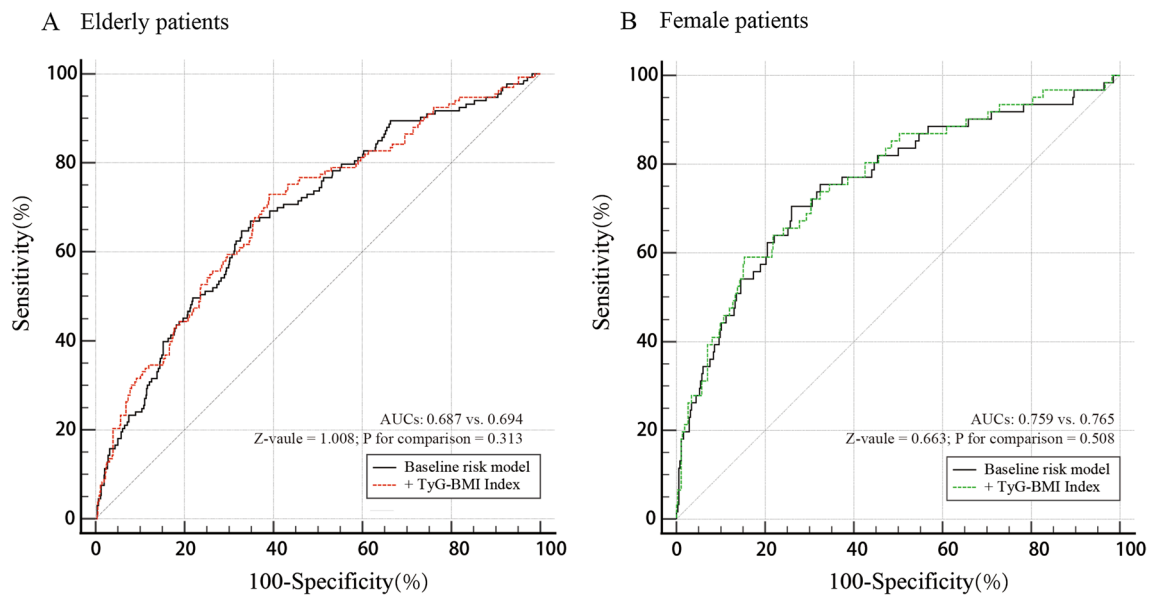 A Elderly patients
100
80
60
40
20
0
Sensitivity(%)
AUCs: 0.687 vs. 0.694
Z-vaule = 1.008; P for comparison = 0.313
Baseline risk model
+ TyG-BMI Index
0 20 40 60 80 100
100-Specificity(%)
B Female patients
100
80
60
40
20
0
Sensitivity(%)
AUCs: 0.759 vs. 0.765
Z-vaule = 0.663; P for comparison = 0.508
Baseline risk model
+ TyG-BMI Index
0 20 40 60 80 100
100-Specificity(%)